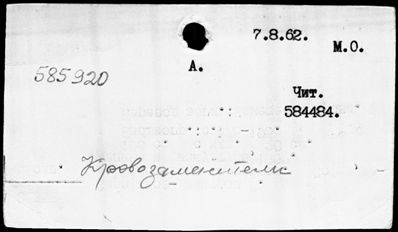 7.8.62.
М.О.
А.
585920
Чит.
584484.
Кровозаменители